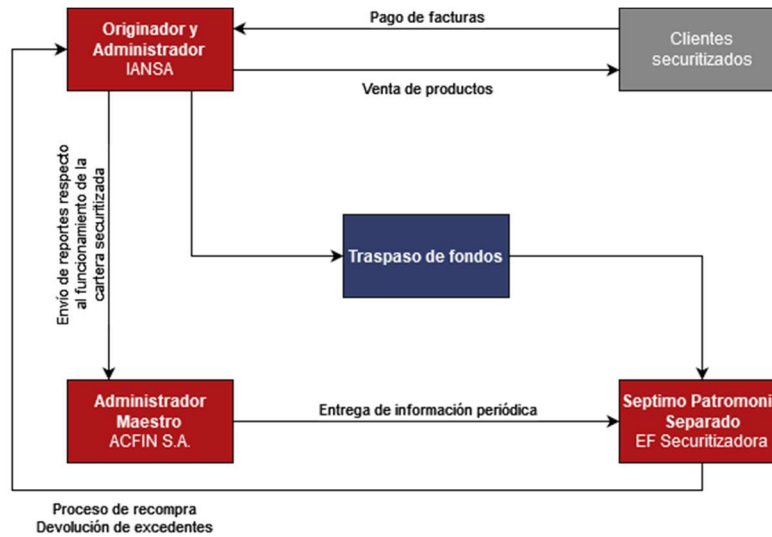 Originador y
Administrador
IANSA
Pago de facturas
Venta de productos
Clientes
securitizados
Envío de reportes respecto
al funcionamiento de la
cartera securitizada
Traspaso de fondos
Administrador
Maestro
ACFIN S.A.
Entrega de información periódica
Septimo Patromoni
Separado
EF Securitizadora
Proceso de recompra
Devolución de excedentes